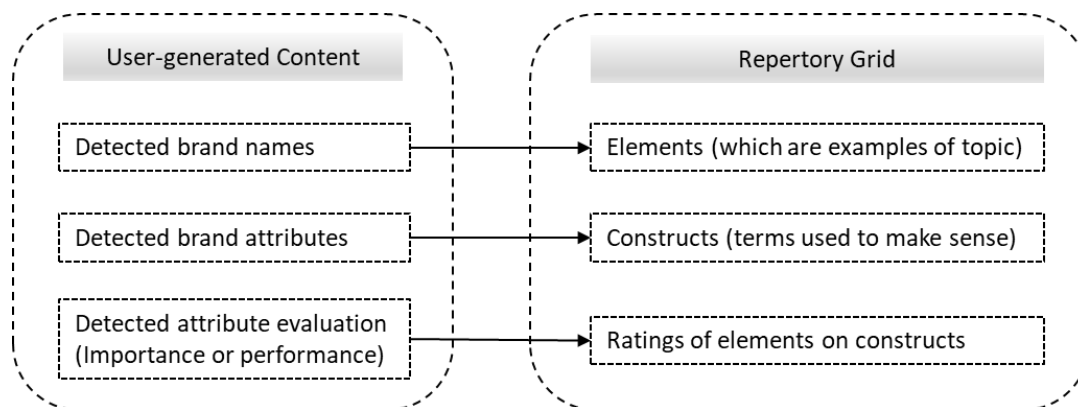 User-generated Content
Repertory Grid
Detected brand names
Elements (which are examples of topic)
Detected brand attributes
Constructs (terms used to make sense)
Detected attribute evaluation
(Importance or performance)
Ratings of elements on constructs